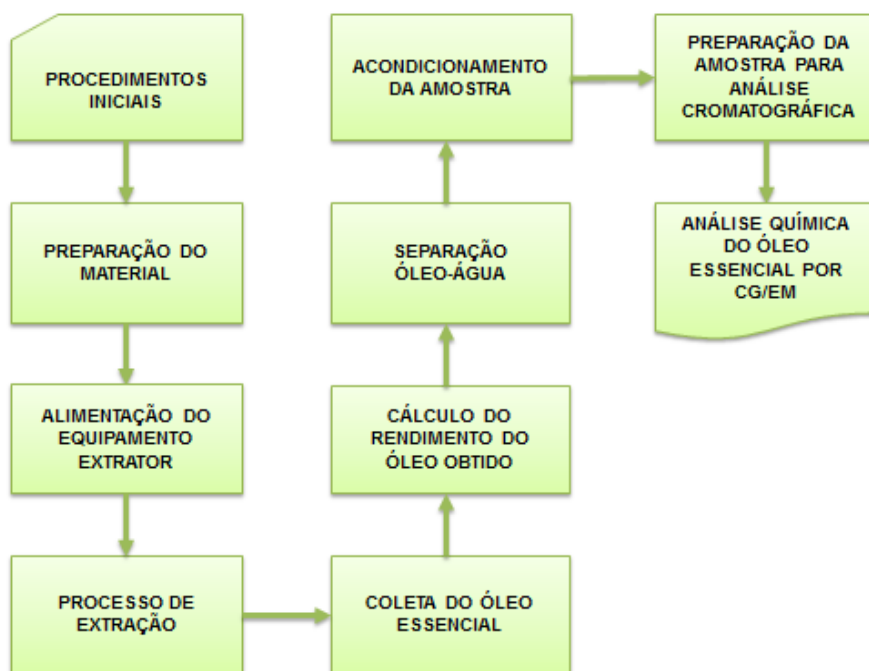 PROCEDIMENTOS
INICIAIS
PREPARAÇÃO DO
MATERIAL
ALIMENTAÇÃO DO
EQUIPAMENTO
EXTRATOR
PROCESSO DE
EXTRAÇÃO
COLETA DO ÓLEO
ESSENCIAL
CÁLCULO DO
RENDIMENTO DO
ÓLEO OBTIDO
SEPARAÇÃO
ÓLEO-ÁGUA
ACONDICIONAMENTO
DA AMOSTRA
PREPARAÇÃO DA
AMOSTRA PARA
ANÁLISE
CROMATOGRÁFICA
ANÁLISE QUÍMICA
DO ÓLEO
ESSENCIAL POR
CG/EM